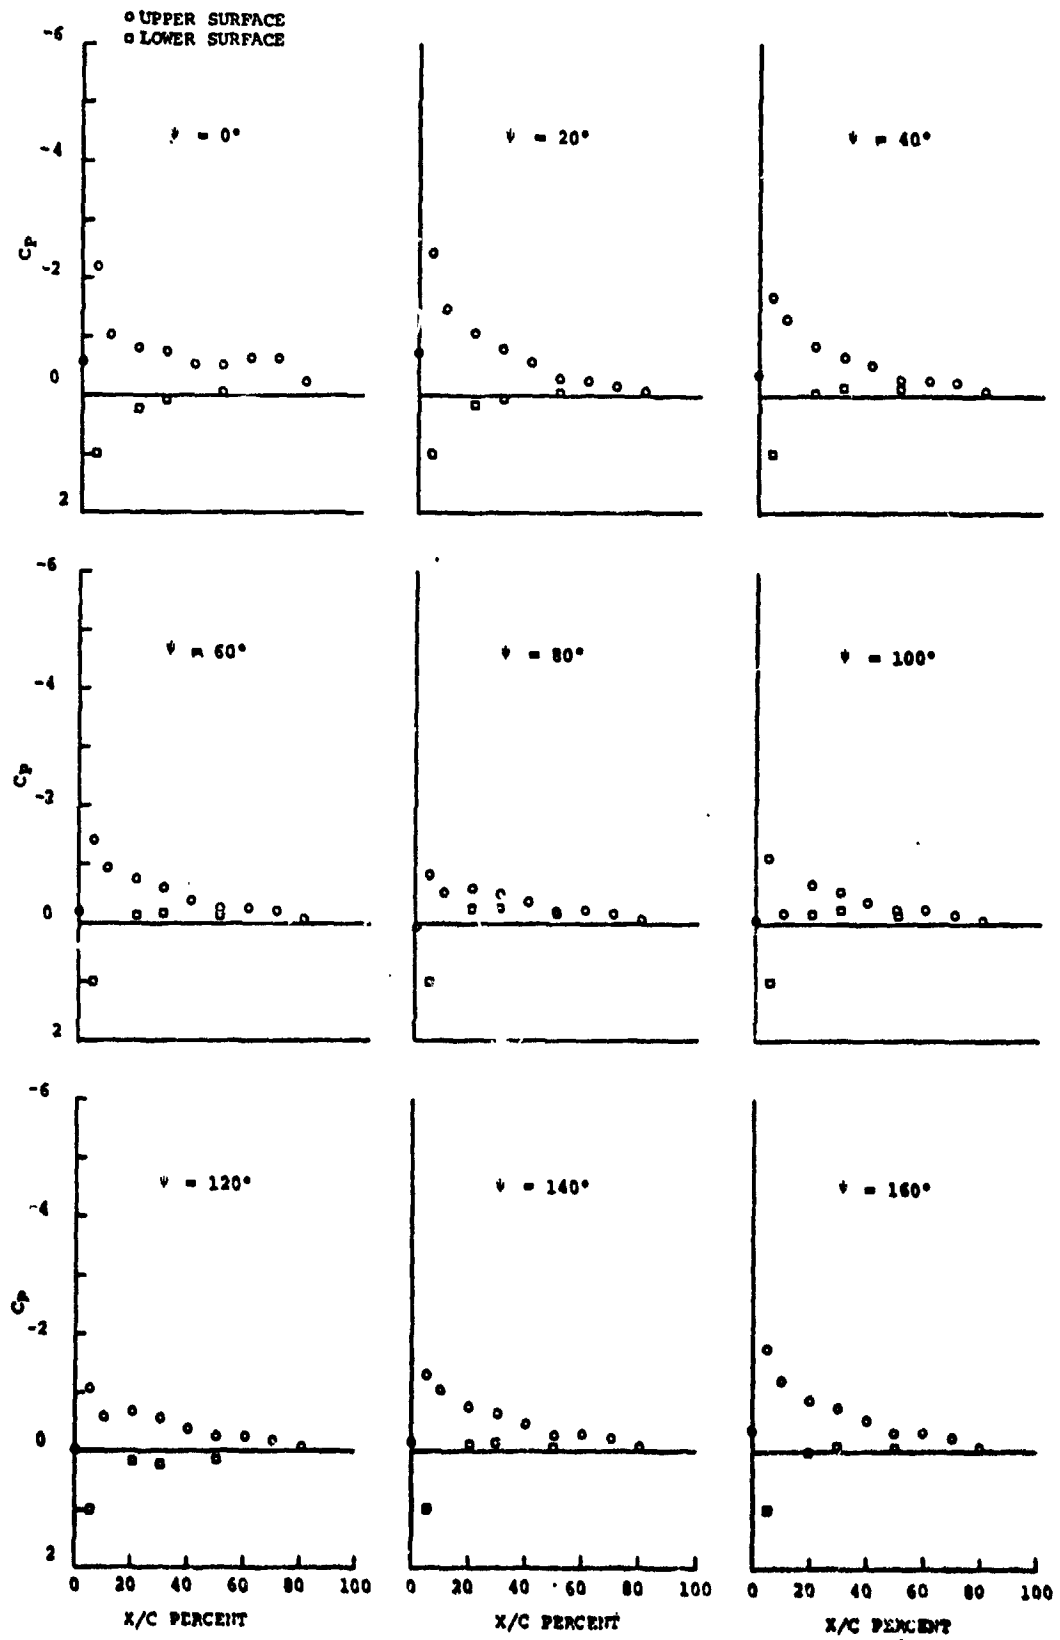 ○ UPPER SURFACE
□ LOWER SURFACE
-6
-4
-2
0
2
CP
ψ = 0°
ψ = 20°
ψ = 40°
-6
-4
-2
0
2
CP
ψ = 60°
ψ = 80°
ψ = 100°
-6
-4
-2
0
2
CP
ψ = 120°
ψ = 140°
ψ = 160°
0 20 40 60 80 100
0 20 40 60 80 100
0 20 40 60 80 100
X/C PERCENT
X/C PERCENT
X/C PERCENT